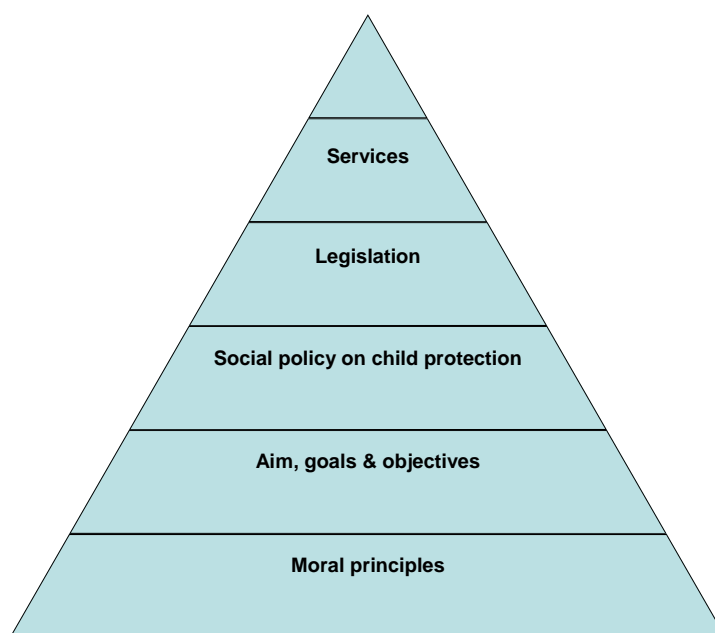 Services
Legislation
Social policy on child protection
Aim, goals & objectives
Moral principles